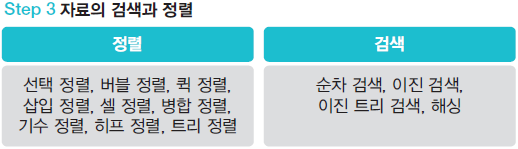 Step 3 자료의 검색과 정렬
정렬
선택 정렬, 버블 정렬, 퀵 정렬,
삽입 정렬, 셀 정렬, 병합 정렬,
기수 정렬, 히프 정렬, 트리 정렬
검색
순차 검색, 이진 검색,
이진 트리 검색, 해싱